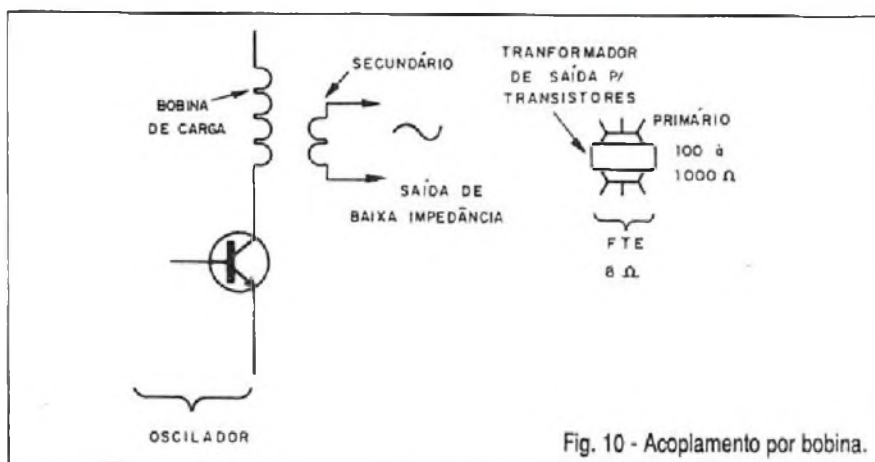 BOBINA
DE CARGA
SECUNDÁRIO
SAÍDA DE
BAIXA IMPEDÂNCIA
OSCILADOR
TRANFORMADOR
DE SAÍDA P/
TRANSISTORES
PRIMÁRIO
100 à
1000 Ω
FTE
8 Ω
Fig. 10 - Acoplamento por bobina.